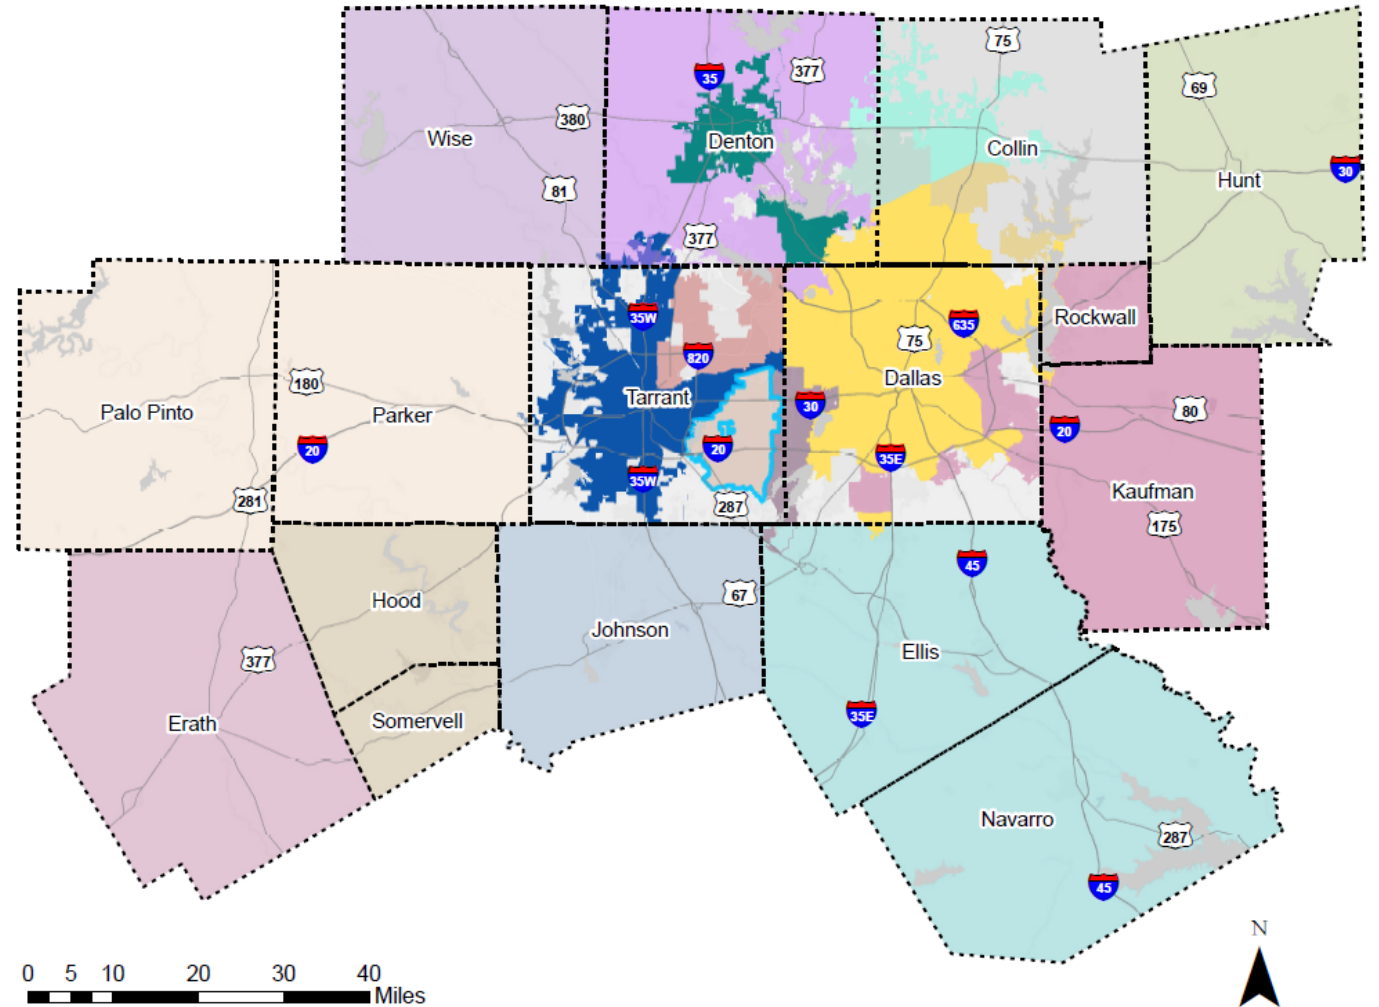 75
69
35
377
380
Wise
Denton
Collin
Hunt
30
81
377
35W
635
Rockwall
75
820
180
Tarrant
Dallas
Palo Pinto
Parker
30
80
20
20
20
35E
35W
281
287
Kaufman
175
45
Hood
67
Johnson
Ellis
377
Erath
Somervell
35E
Navarro
287
45
N
0 5 10 20 30 40
Miles